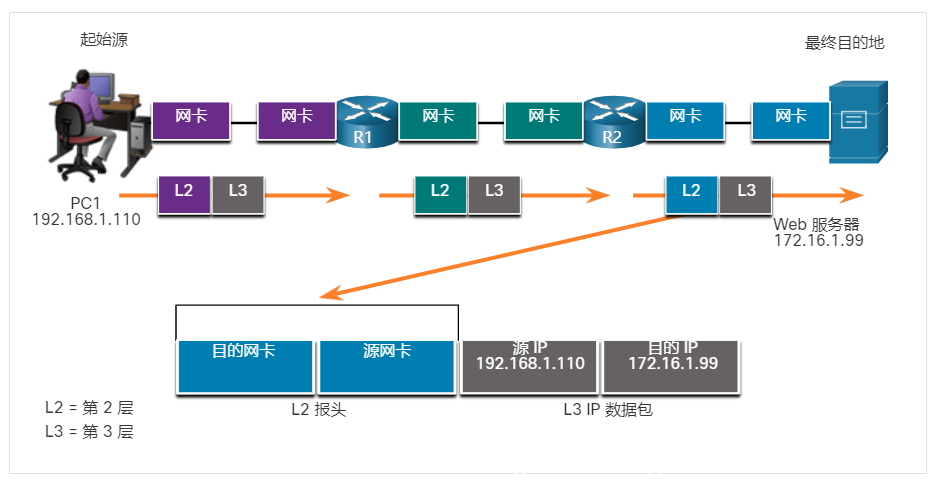 起始源
最终目的地
网卡
网卡
R1
网卡
网卡
R2
网卡
网卡
L2
L3
L2
L3
L2
L3
PC1
192.168.1.110
Web 服务器
172.16.1.99
目的网卡
源网卡
源 IP
192.168.1.110
目的 IP
172.16.1.99
L2 报头
L3 IP 数据包
L2 = 第 2 层
L3 = 第 3 层